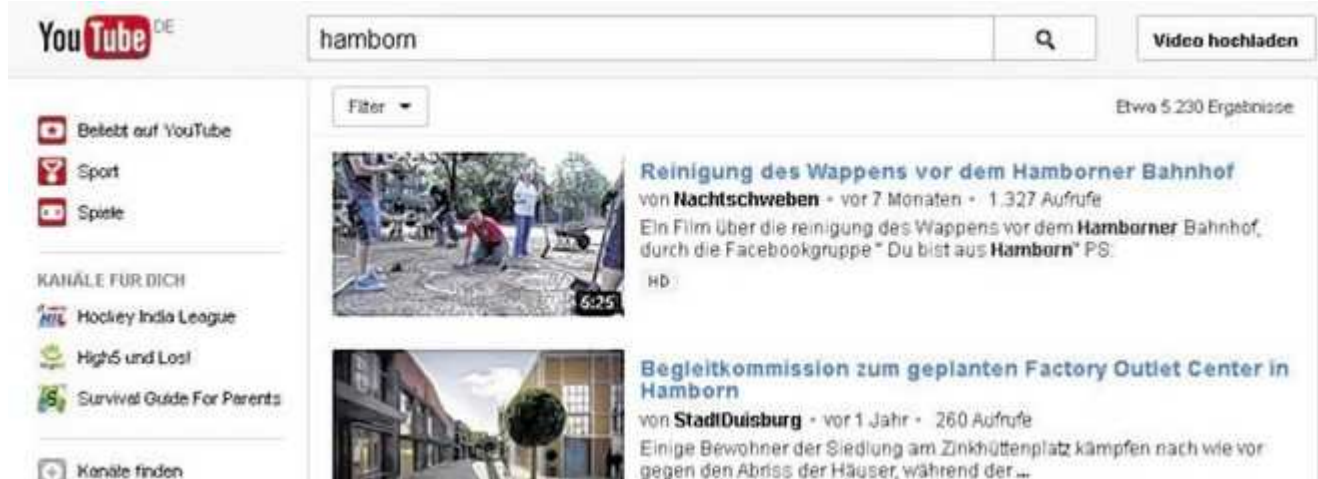 YouTube DE
hamborn
Video hochladen
Beliebt auf YouTube
Sport
Spiele
KANÄLE FÜR DICH
HIL Hockey India League
High5 und Los!
Survival Guide For Parents
Kanäle finden
Filter
Etwa 5.230 Ergebnisse
5:25
Reinigung des Wappens vor dem Hamborner Bahnhof
von Nachtschweben • vor 7 Monaten • 1.327 Aufrufe
Ein Film über die reinigung des Wappens vor dem Hamborner Bahnhof,
durch die Facebookgruppe " Du bist aus Hamborn" PS:
HD
Begleitkommission zum geplanten Factory Outlet Center in
Hamborn
von StadtDuisburg • vor 1 Jahr • 260 Aufrufe
Einige Bewohner der Siedlung am Zinkhüttenplatz kämpfen nach wie vor
gegen den Abriss der Häuser, während der ...